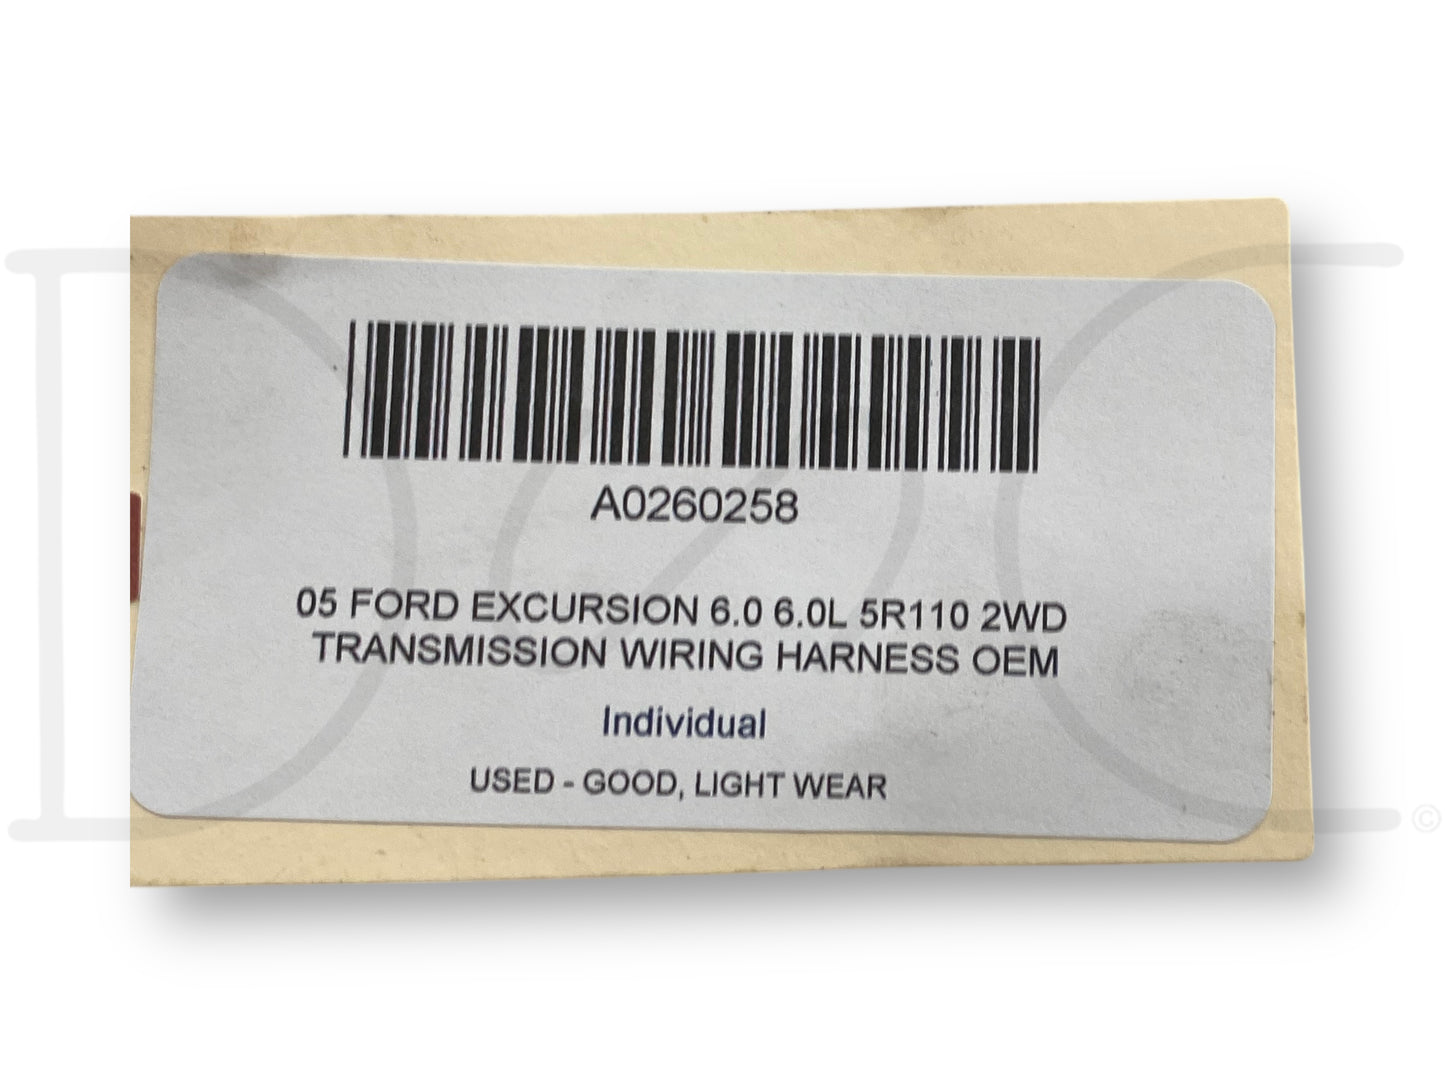 A0260258
05 FORD EXCURSION 6.0 6.0L 5R110 2WD
TRANSMISSION WIRING HARNESS OEM
Individual
USED - GOOD, LIGHT WEAR
©